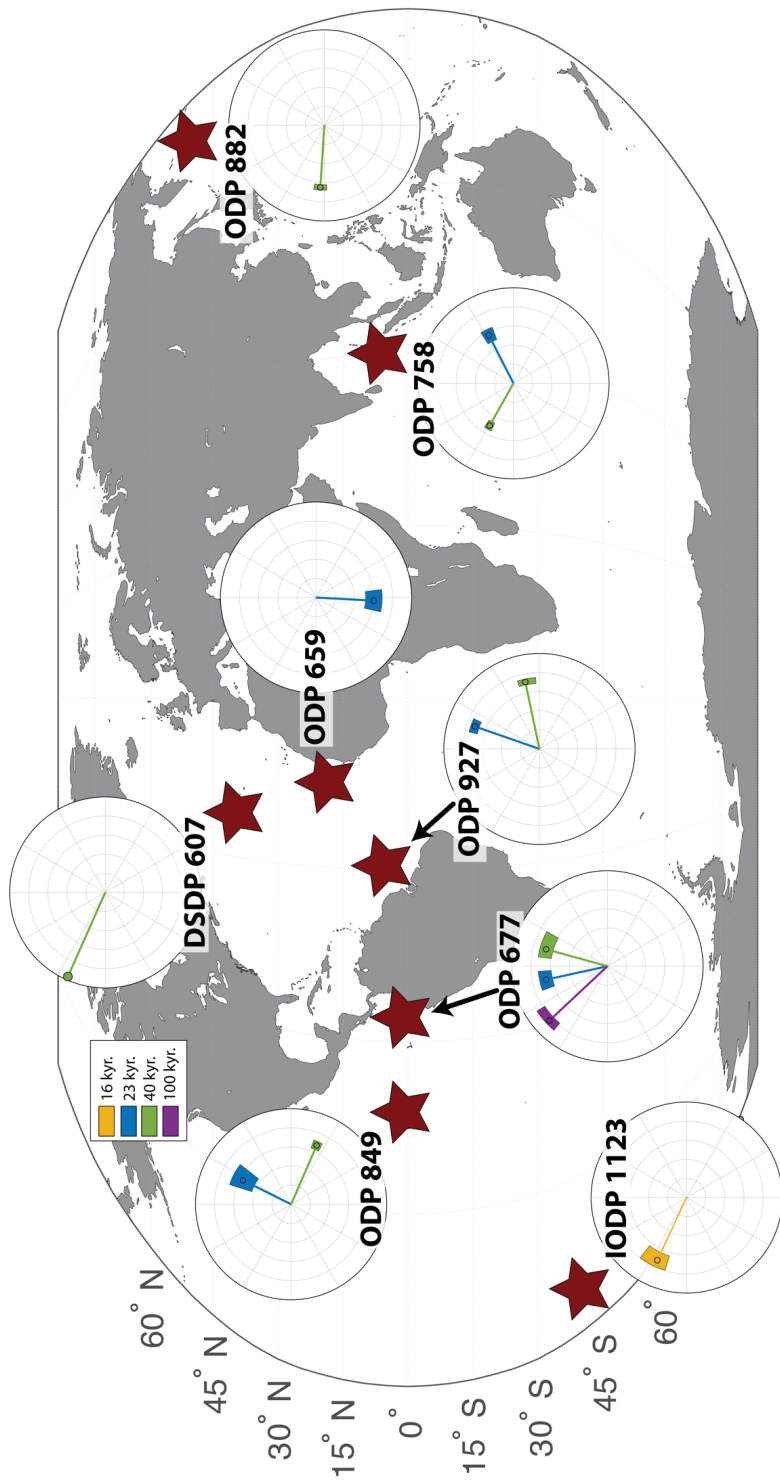 16 kyr.
23 kyr.
40 kyr.
100 kyr.
60° N
45° N
30° N
15° N
0°
15° S
30° S
45° S
60°
DSDP 607
ODP 882
ODP 849
ODP 659
ODP 758
ODP 677
ODP 927
IODP 1123